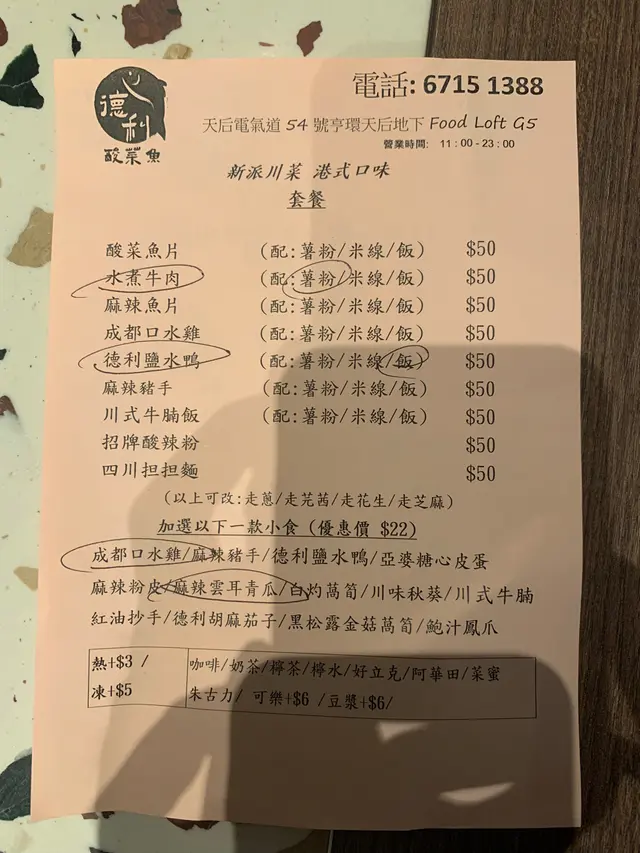 德利
酸菜魚
電話: 6715 1388
天后電氣道 54 號亨環天后地下 Food Loft G5
營業時間: 11:00-23:00
新派川菜 港式口味
套餐
酸菜魚片 (配:薯粉/米線/飯) $50
水煮牛肉 (配:薯粉/米線/飯) $50
麻辣魚片 (配:薯粉/米線/飯) $50
成都口水雞 (配:薯粉/米線/飯) $50
德利鹽水鴨 (配:薯粉/米線/飯) $50
麻辣豬手 (配:薯粉/米線/飯) $50
川式牛腩飯 (配:薯粉/米線/飯) $50
招牌酸辣粉 $50
四川担担麵 $50
(以上可改:走蔥/走芫茜/走花生/走芝麻)
加選以下一款小食 (優惠價 $22)
成都口水雞/麻辣豬手/德利鹽水鴨/亞婆糖心皮蛋
麻辣粉皮/麻辣雲耳青瓜/白灼萵筍/川味秋葵/川式牛腩
紅油抄手/德利胡麻茄子/黑松露金菇萵筍/鮑汁鳳爪
熱+$3 / 咖啡/奶茶/檸茶/檸水/好立克/阿華田/菜蜜
凍+$5 朱古力/ 可樂+$6 /豆漿+$6/